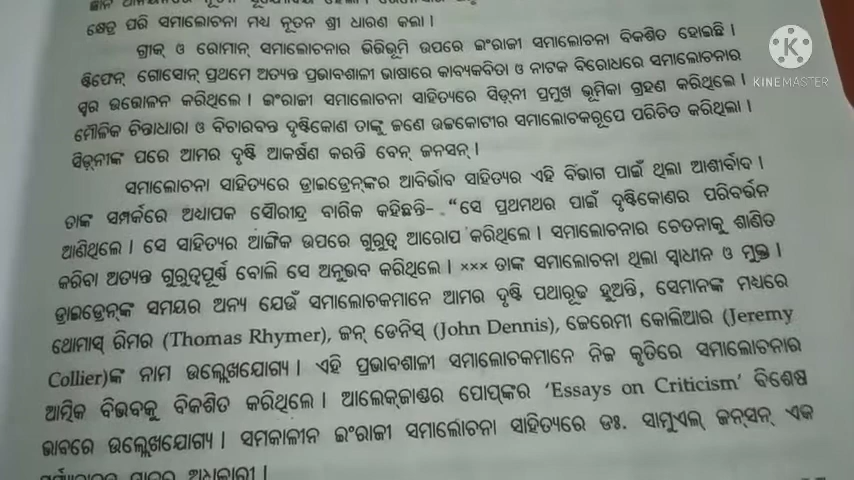 କ୍ଷେତ୍ର ପରି ସମାଲୋଚନା ମଧ୍ୟ ନୂତନ ଶ୍ରୀ ଧାରଣ କଲା ।
ଗ୍ରୀକ୍ ଓ ରୋମାନ୍ ସମାଲୋଚନାର ଭିତ୍ତିଭୂମି ଉପରେ ଇଂରାଜୀ ସମାଲୋଚନା ବିକଶିତ ହୋଇଛି ।
ଷ୍ଟିଫେନ୍ ଗୋସୋନ୍ ପ୍ରଥମେ ଅତ୍ୟନ୍ତ ପ୍ରଭାବଶାଳୀ ଭାଷାରେ କାବ୍ୟକବିତା ଓ ନାଟକ ବିରୋଧରେ ସମାଲୋଚନାର
ସ୍ୱର ଉତ୍ତୋଳନ କରିଥିଲେ । ଇଂରାଜୀ ସମାଲୋଚନା ସାହିତ୍ୟରେ ସିଡ଼୍‌ନୀ ପ୍ରମୁଖ ଭୂମିକା ଗ୍ରହଣ କରିଥିଲେ ।
ମୌଳିକ ଚିନ୍ତାଧାରା ଓ ବିଚାରବନ୍ତ ଦୃଷ୍ଟିକୋଣ ତାଙ୍କୁ ଜଣେ ଉଚ୍ଚକୋଟୀର ସମାଲୋଚକରୂପେ ପରିଚିତ କରିଥିଲା ।
ସିଡ଼୍‌ନୀଙ୍କ ପରେ ଆମର ଦୃଷ୍ଟି ଆକର୍ଷଣ କରନ୍ତି ବେନ୍ ଜନସନ୍ ।
ସମାଲୋଚନା ସାହିତ୍ୟରେ ଡ୍ରାଇଡ୍ରେନ୍‌ଙ୍କର ଆବିର୍ଭାବ ସାହିତ୍ୟର ଏହି ବିଭାଗ ପାଇଁ ଥିଲା ଆଶୀର୍ବାଦ ।
ତାଙ୍କ ସମ୍ପର୍କରେ ଅଧ୍ୟାପକ ସୌରୀନ୍ଦ୍ର ବାରିକ କହିଛନ୍ତି- “ସେ ପ୍ରଥମଥର ପାଇଁ ଦୃଷ୍ଟିକୋଣର ପରିବର୍ତ୍ତନ
ଆଣିଥିଲେ । ସେ ସାହିତ୍ୟର ଆଙ୍ଗିକ ଉପରେ ଗୁରୁତ୍ୱ ଆରୋପ କରିଥିଲେ । ସମାଲୋଚନାର ଚେତନାକୁ ଶାଣିତ
କରିବା ଅତ୍ୟନ୍ତ ଗୁରୁତ୍ୱପୂର୍ଣ୍ଣ ବୋଲି ସେ ଅନୁଭବ କରିଥିଲେ । ××× ତାଙ୍କ ସମାଲୋଚନା ଥିଲା ସ୍ୱାଧୀନ ଓ ମୁକ୍ତ ।
ଡ୍ରାଇଡ୍ରେନ୍‌ଙ୍କ ସମୟର ଅନ୍ୟ ଯେଉଁ ସମାଲୋଚକମାନେ ଆମର ଦୃଷ୍ଟି ପଥାରୂଢ଼ ହୁଅନ୍ତି, ସେମାନଙ୍କ ମଧ୍ୟରେ
ଥୋମାସ୍ ରିମର (Thomas Rhymer), ଜନ୍ ଡେନିସ୍ (John Dennis), ଜେରେମୀ କୋଲିଆର (Jeremy
Collier)ଙ୍କ ନାମ ଉଲ୍ଲେଖଯୋଗ୍ୟ । ଏହି ପ୍ରଭାବଶାଳୀ ସମାଲୋଚକମାନେ ନିଜ କୃତିରେ ସମାଲୋଚନାର
ଆତ୍ମିକ ବିଭବକୁ ବିକଶିତ କରିଥିଲେ । ଆଲେକ୍‌ଜାଣ୍ଡର ପୋପ୍‌ଙ୍କର ‘Essays on Criticism’ ବିଶେଷ
ଭାବରେ ଉଲ୍ଲେଖଯୋଗ୍ୟ । ସମକାଳୀନ ଇଂରାଜୀ ସମାଲୋଚନା ସାହିତ୍ୟରେ ଡଃ. ସାମୁଏଲ୍ ଜନ୍‌ସନ୍ ଏକ
ଅଧିକାରୀ ।
KINEMASTER